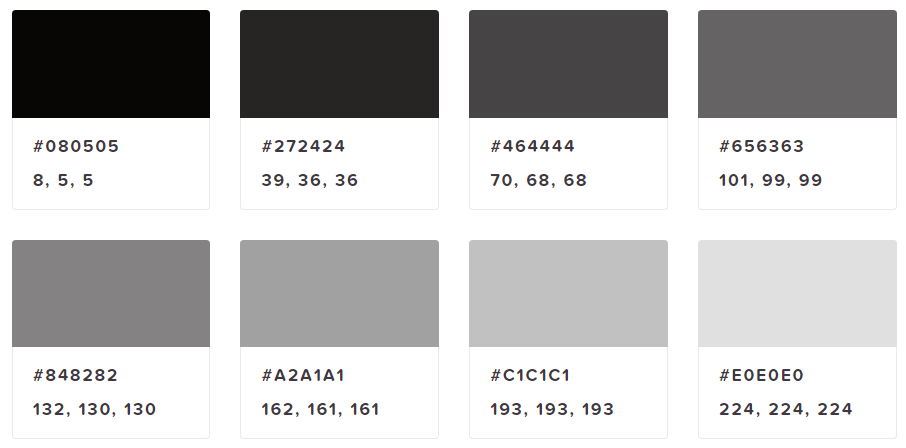 #080505
8, 5, 5
#272424
39, 36, 36
#464444
70, 68, 68
#656363
101, 99, 99
#848282
132, 130, 130
#A2A1A1
162, 161, 161
#C1C1C1
193, 193, 193
#E0E0E0
224, 224, 224